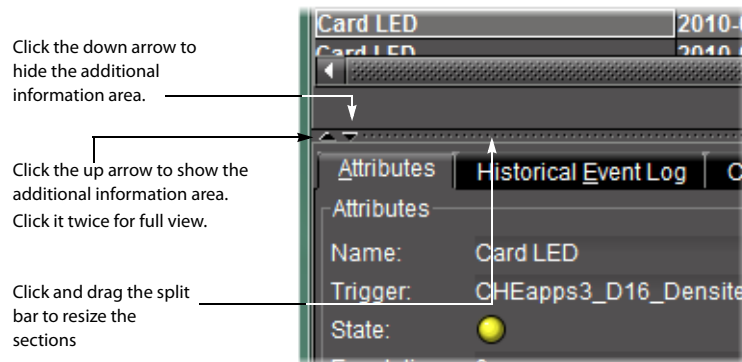 Click the down arrow to
hide the additional
information area.
Click the up arrow to show the
additional information area.
Click it twice for full view.
Click and drag the split
bar to resize the
sections
Card LED 2010-
Card LED 2010
Attributes Historical Event Log
Attributes
Name: Card LED
Trigger: CHEapps3_D16_Densite
State: